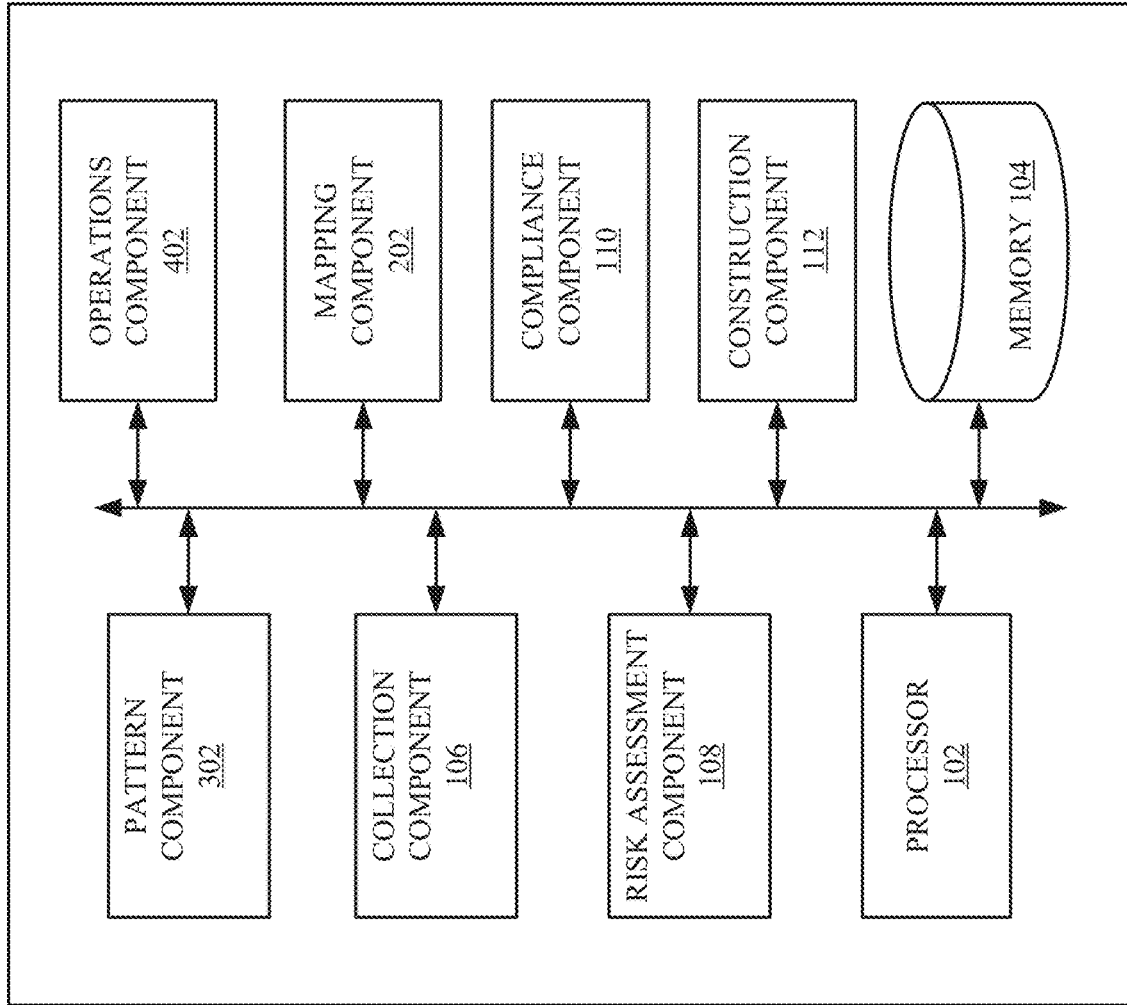 PATTERN
COMPONENT
302
COLLECTION
COMPONENT
106
RISK ASSESSMENT
COMPONENT
108
PROCESSOR
102
OPERATIONS
COMPONENT
402
MAPPING
COMPONENT
202
COMPLIANCE
COMPONENT
110
CONSTRUCTION
COMPONENT
112
MEMORY 104